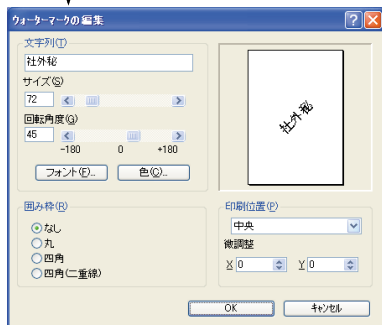 ウォーターマークの編集
文字列(T)
社外秘
サイズ(S)
72
回転角度(G)
45
-180 0 +180
フォント(F)... 色(C)...
社外秘
囲み枠(R)
なし
丸
四角
四角(二重線)
印刷位置(P)
中央
微調整
X 0 Y 0
OK キャンセル